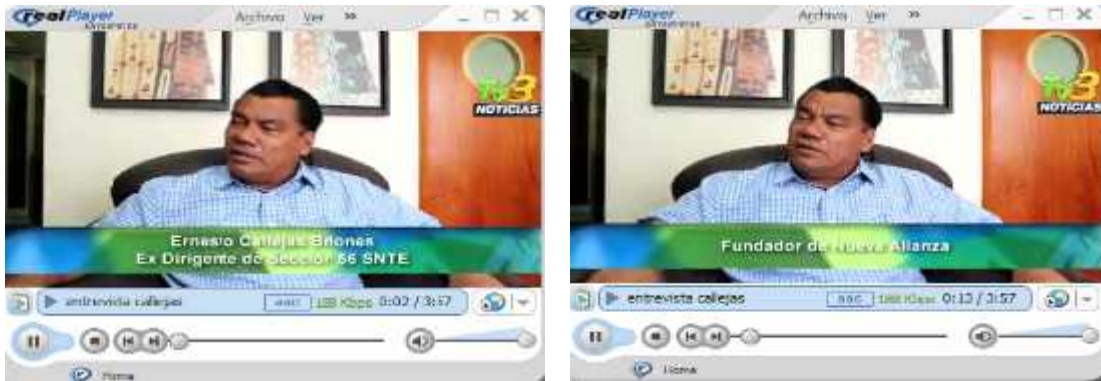 RealPlayer
Archivo Ver »
TV3
NOTICIAS
Ernesto Callejas Briones
Ex Dirigente de Sección 56 SNTE
entrevista callejas
0:02 / 3:57
Home
RealPlayer
Archivo Ver »
TV3
NOTICIAS
Fundador de Nueva Alianza
entrevista callejas
0:13 / 3:57
Home